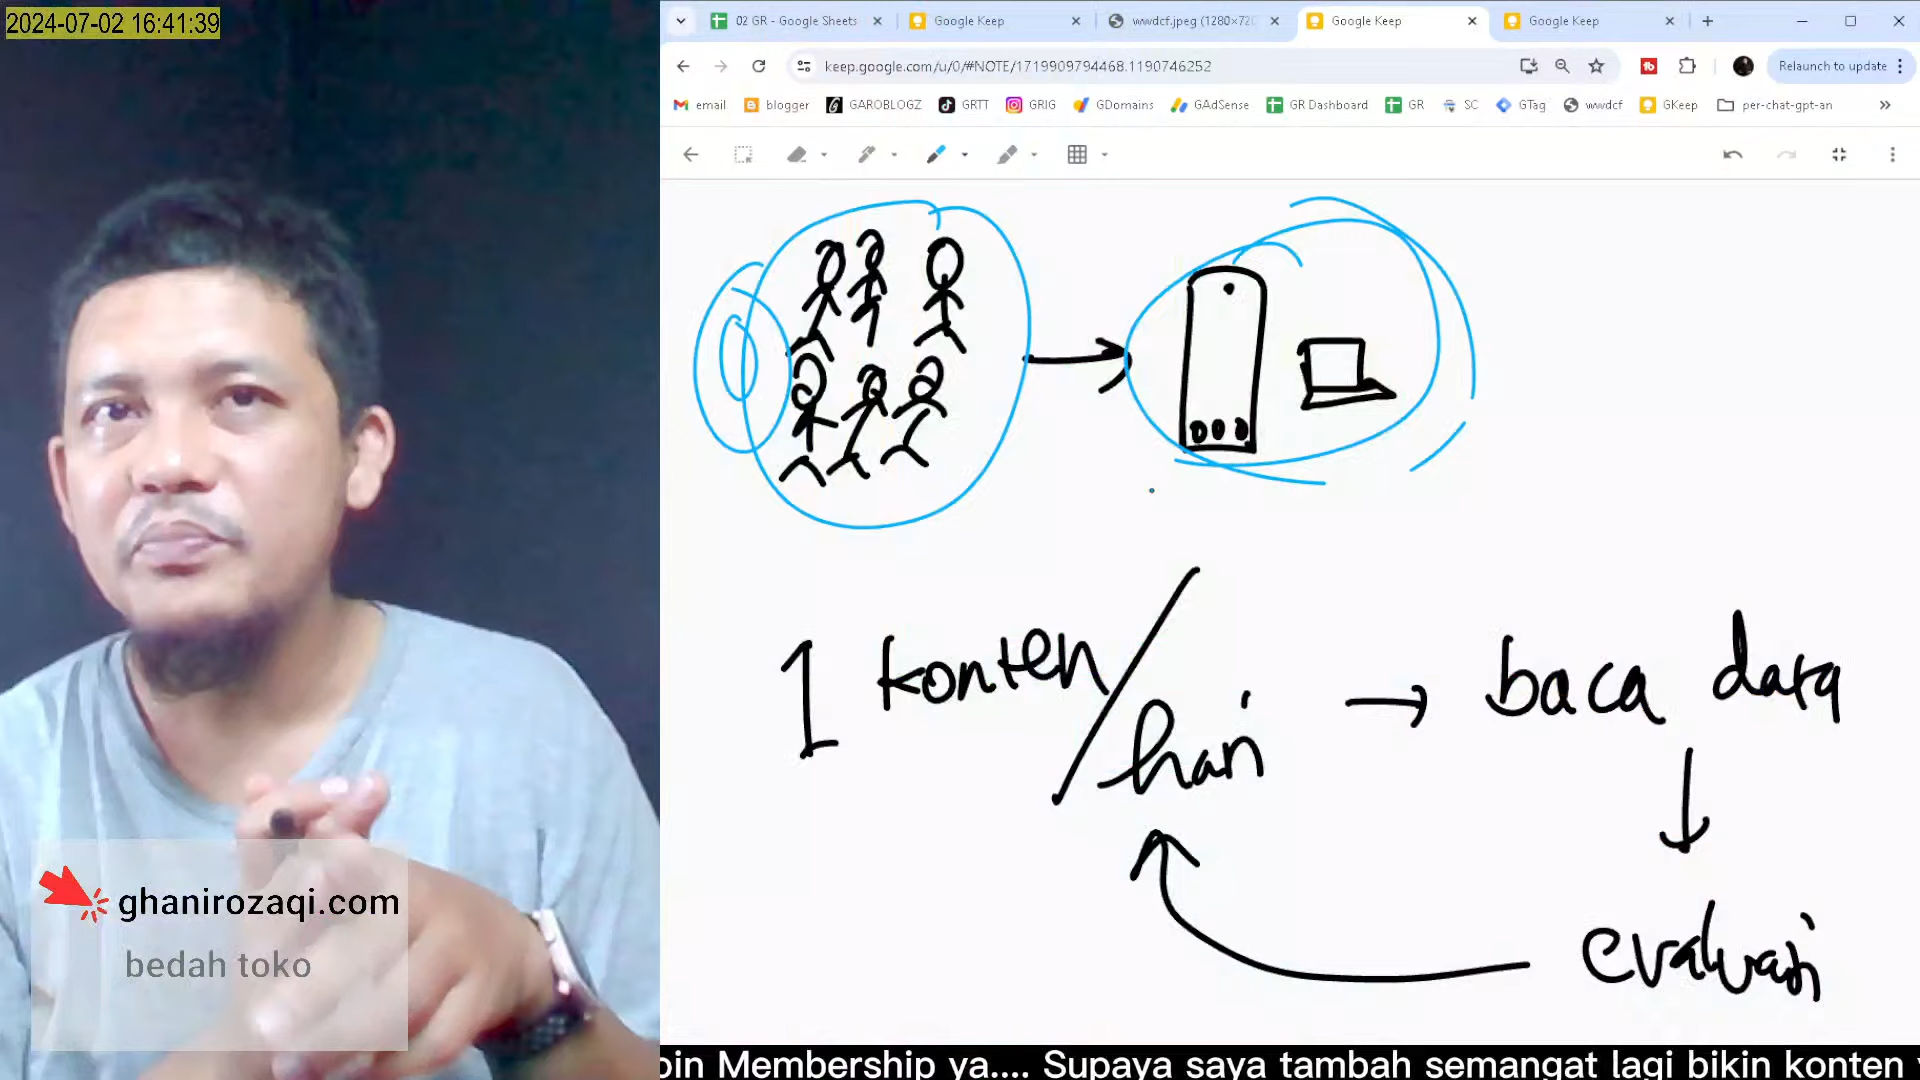 2024-07-02 16:41:39
02 GR - Google Sheets
Google Keep
wwdcf.jpeg (1280×720
Google Keep
Google Keep
keep.google.com/u/0/#NOTE/1719909794468.1190746252
Relaunch to update
email
blogger
GAROBLOGZ
GRTT
GRIG
GDomains
GAdSense
GR Dashboard
GR
SC
GTag
wwdcf
GKeep
per-chat-gpt-an
1 konten/
hari
→ baca data
evaluasi
ghanirozaqi.com
bedah toko
oin Membership ya.... Supaya saya tambah semangat lagi bikin konten